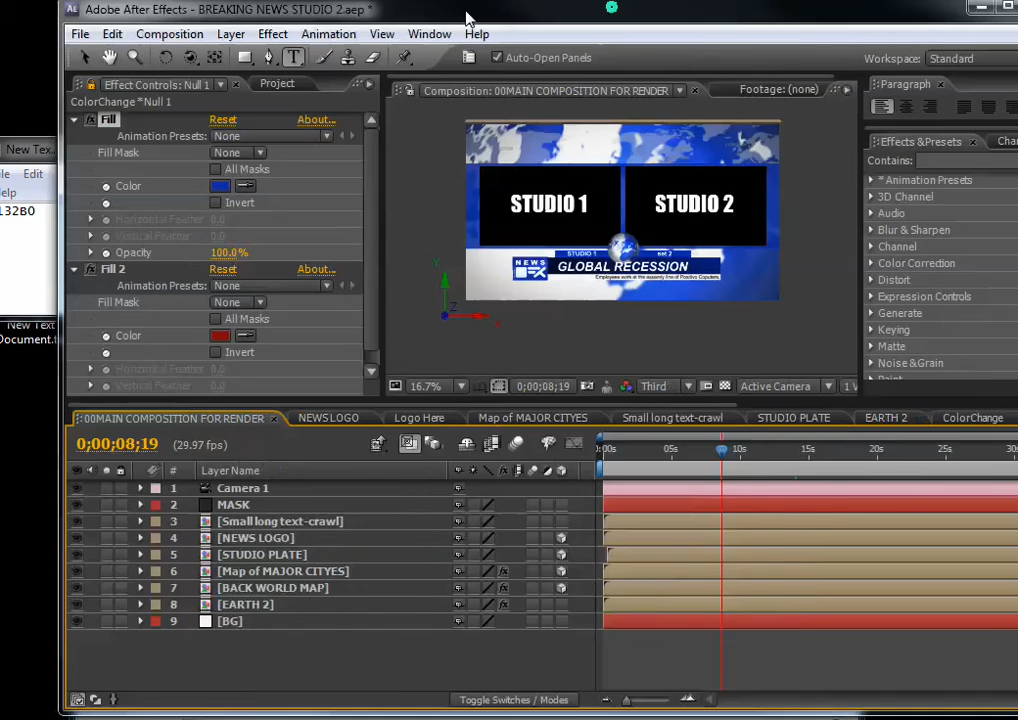 Adobe After Effects - BREAKING NEWS STUDIO 2.aep *
File Edit Composition Layer Effect Animation View Window Help
Auto-Open Panels
Workspace: Standard
Effect Controls: Null 1 Project
ColorChange * Null 1
Fill Reset About...
Animation Presets: None
Fill Mask None
All Masks
Color
Invert
Horizontal Feather 0.0
Vertical Feather 0.0
Opacity 100.0%
Fill 2 Reset About...
Animation Presets: None
Fill Mask None
All Masks
Color
Invert
Horizontal Feather 0.0
Vertical Feather
New Tex..
132B0
New Text
Document.
Composition: 00MAIN COMPOSITION FOR RENDER Footage: (none)
STUDIO 1 STUDIO 2
STUDIO 1 set 2
NEWS
GLOBAL RECESSION
Employees work at the assembly line of Positivo Coputers
16.7% 0;00;08;19 Third Active Camera 1 V
Paragraph
Effects & Presets
Contains:
* Animation Presets
3D Channel
Audio
Blur & Sharpen
Channel
Color Correction
Distort
Expression Controls
Generate
Keying
Matte
Noise & Grain
00MAIN COMPOSITION FOR RENDER NEWS LOGO Logo Here Map of MAJOR CITYES Small long text-crawl STUDIO PLATE EARTH 2 ColorChange
0;00;08;19 (29.97 fps)
05s 10s 15s 20s 25s 30s
# Layer Name
1 Camera 1
2 MASK
3 [Small long text-crawl]
4 [NEWS LOGO]
5 [STUDIO PLATE]
6 [Map of MAJOR CITYES]
7 [BACK WORLD MAP]
8 [EARTH 2]
9 [BG]
Toggle Switches / Modes